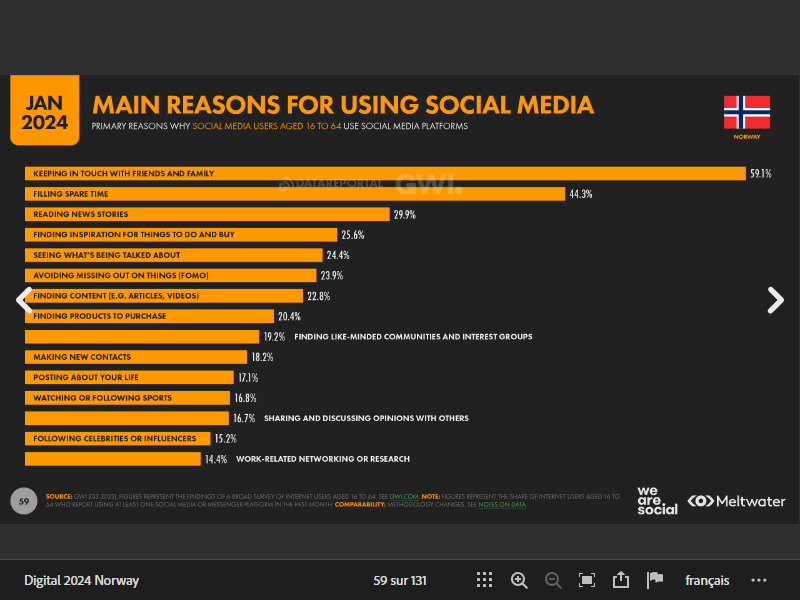 JAN
2024
MAIN REASONS FOR USING SOCIAL MEDIA
PRIMARY REASONS WHY SOCIAL MEDIA USERS AGED 16 TO 64 USE SOCIAL MEDIA PLATFORMS
NORWAY
KEEPING IN TOUCH WITH FRIENDS AND FAMILY 59.1%
DATAREPORTAL GWI.
FILLING SPARE TIME 44.3%
READING NEWS STORIES 29.9%
FINDING INSPIRATION FOR THINGS TO DO AND BUY 25.6%
SEEING WHAT'S BEING TALKED ABOUT 24.4%
AVOIDING MISSING OUT ON THINGS (FOMO) 23.9%
FINDING CONTENT (E.G. ARTICLES, VIDEOS) 22.8%
FINDING PRODUCTS TO PURCHASE 20.4%
19.2% FINDING LIKE-MINDED COMMUNITIES AND INTEREST GROUPS
MAKING NEW CONTACTS 18.2%
POSTING ABOUT YOUR LIFE 17.1%
WATCHING OR FOLLOWING SPORTS 16.8%
16.7% SHARING AND DISCUSSING OPINIONS WITH OTHERS
FOLLOWING CELEBRITIES OR INFLUENCERS 15.2%
14.4% WORK-RELATED NETWORKING OR RESEARCH
59
SOURCE: GWI (Q3 2023). FIGURES REPRESENT THE FINDINGS OF A BROAD SURVEY OF INTERNET USERS AGED 16 TO 64. SEE GWI.COM. NOTE: FIGURES REPRESENT THE SHARE OF INTERNET USERS AGED 16 TO
64 WHO REPORT USING AT LEAST ONE SOCIAL MEDIA OR MESSENGER PLATFORM IN THE PAST MONTH. COMPARABILITY: METHODOLOGY CHANGES. SEE NOTES ON DATA.
we
are.
social
Meltwater
Digital 2024 Norway
59 sur 131
français